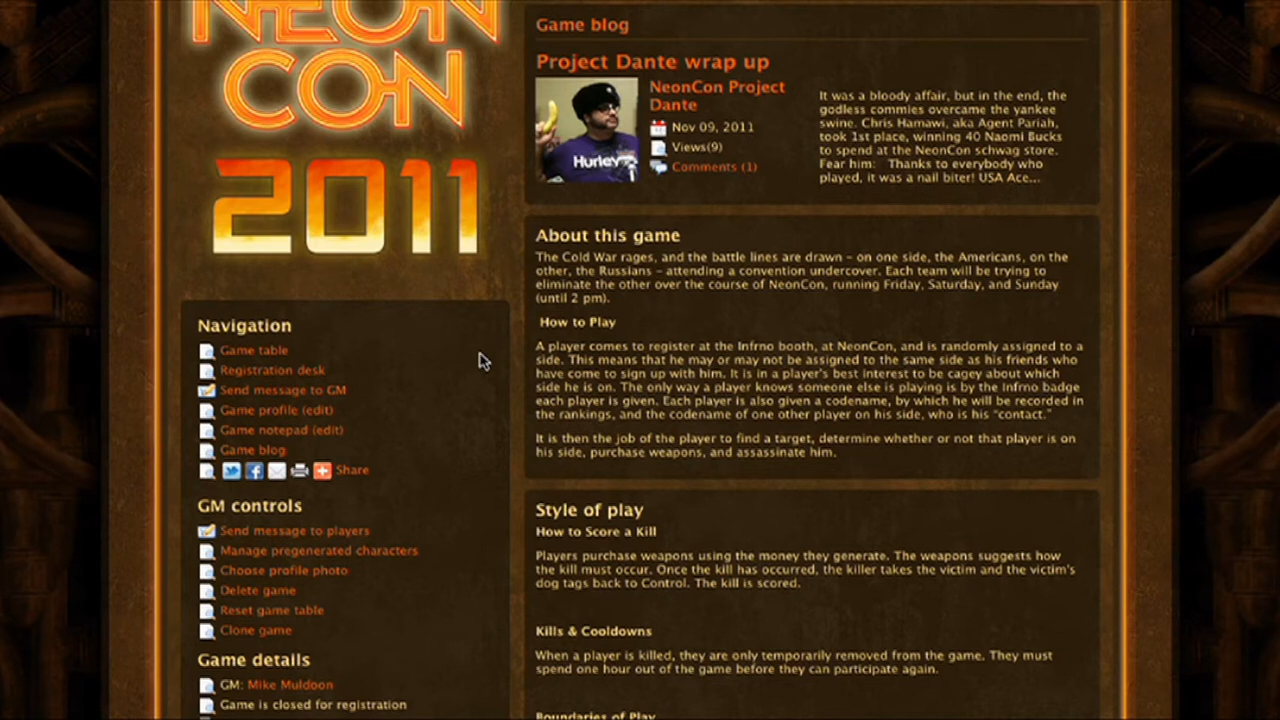 NEON
CON
2011
Navigation
Game table
Registration desk
Send message to GM
Game profile (edit)
Game notepad (edit)
Game blog
Share
GM controls
Send message to players
Manage pregenerated characters
Choose profile photo
Delete game
Reset game table
Clone game
Game details
GM: Mike Muldoon
Game is closed for registration
Game blog
Project Dante wrap up
Hurley
NeonCon Project
Dante
Nov 09, 2011
Views(9)
Comments (1)
It was a bloody affair, but in the end, the
godless commies overcame the yankee
swine. Chris Hamawi, aka Agent Pariah,
took 1st place, winning 40 Naomi Bucks
to spend at the NeonCon schwag store.
Fear him:   Thanks to everybody who
played, it was a nail biter! USA Ace...
About this game
The Cold War rages, and the battle lines are drawn – on one side, the Americans, on the
other, the Russians – attending a convention undercover. Each team will be trying to
eliminate the other over the course of NeonCon, running Friday, Saturday, and Sunday
(until 2 pm).
How to Play
A player comes to register at the Infrno booth, at NeonCon, and is randomly assigned to a
side. This means that he may or may not be assigned to the same side as his friends who
have come to sign up with him. It is in a player's best interest to be cagey about which
side he is on. The only way a player knows someone else is playing is by the Infrno badge
each player is given. Each player is also given a codename, by which he will be recorded in
the rankings, and the codename of one other player on his side, who is his "contact."
It is then the job of the player to find a target, determine whether or not that player is on
his side, purchase weapons, and assassinate him.
Style of play
How to Score a Kill
Players purchase weapons using the money they generate. The weapons suggests how
the kill must occur. Once the kill has occurred, the killer takes the victim and the victim's
dog tags back to Control. The kill is scored.
Kills & Cooldowns
When a player is killed, they are only temporarily removed from the game. They must
spend one hour out of the game before they can participate again.
Boundaries of Play